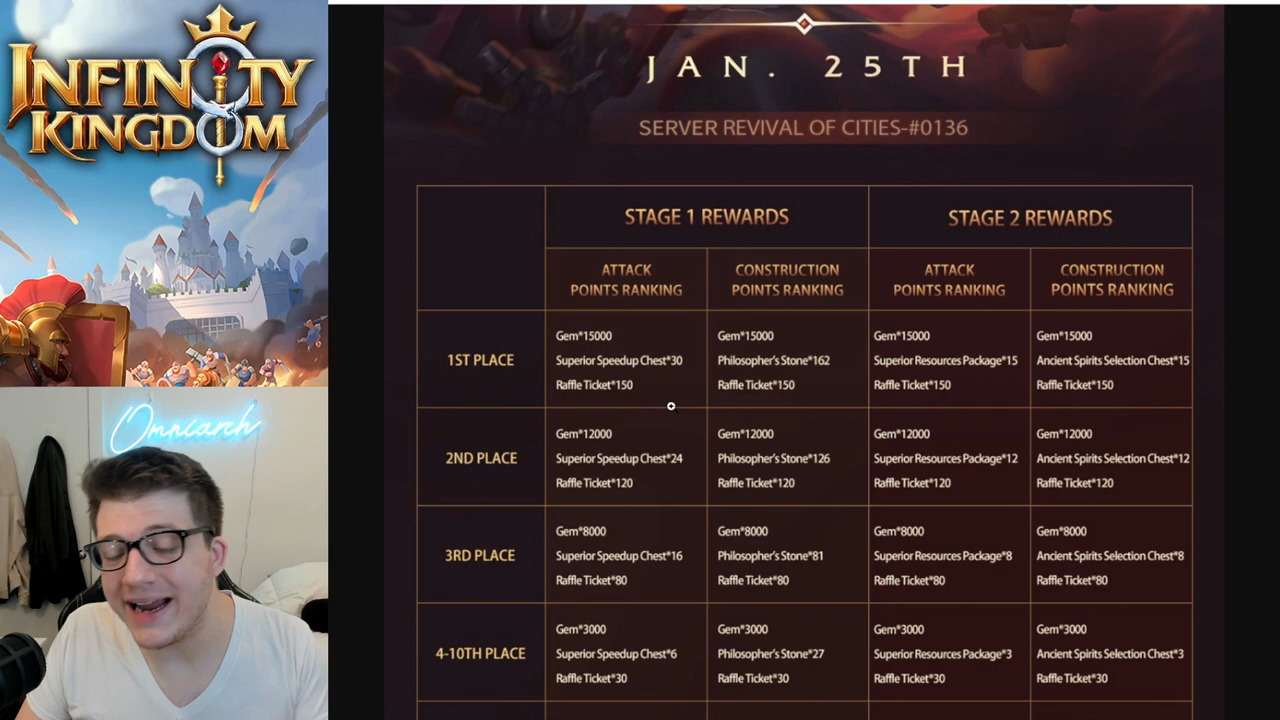 INFINITY
KINGDOM
Omniarch
JAN. 25TH
SERVER REVIVAL OF CITIES-#0136
STAGE 1 REWARDS
STAGE 2 REWARDS
ATTACK
POINTS RANKING
CONSTRUCTION
POINTS RANKING
ATTACK
POINTS RANKING
CONSTRUCTION
POINTS RANKING
1ST PLACE
Gem*15000
Superior Speedup Chest*30
Raffle Ticket*150
Gem*15000
Philosopher's Stone*162
Raffle Ticket*150
Gem*15000
Superior Resources Package*15
Raffle Ticket*150
Gem*15000
Ancient Spirits Selection Chest*15
Raffle Ticket*150
2ND PLACE
Gem*12000
Superior Speedup Chest*24
Raffle Ticket*120
Gem*12000
Philosopher's Stone*126
Raffle Ticket*120
Gem*12000
Superior Resources Package*12
Raffle Ticket*120
Gem*12000
Ancient Spirits Selection Chest*12
Raffle Ticket*120
3RD PLACE
Gem*8000
Superior Speedup Chest*16
Raffle Ticket*80
Gem*8000
Philosopher's Stone*81
Raffle Ticket*80
Gem*8000
Superior Resources Package*8
Raffle Ticket*80
Gem*8000
Ancient Spirits Selection Chest*8
Raffle Ticket*80
4-10TH PLACE
Gem*3000
Superior Speedup Chest*6
Raffle Ticket*30
Gem*3000
Philosopher's Stone*27
Raffle Ticket*30
Gem*3000
Superior Resources Package*3
Raffle Ticket*30
Gem*3000
Ancient Spirits Selection Chest*3
Raffle Ticket*30